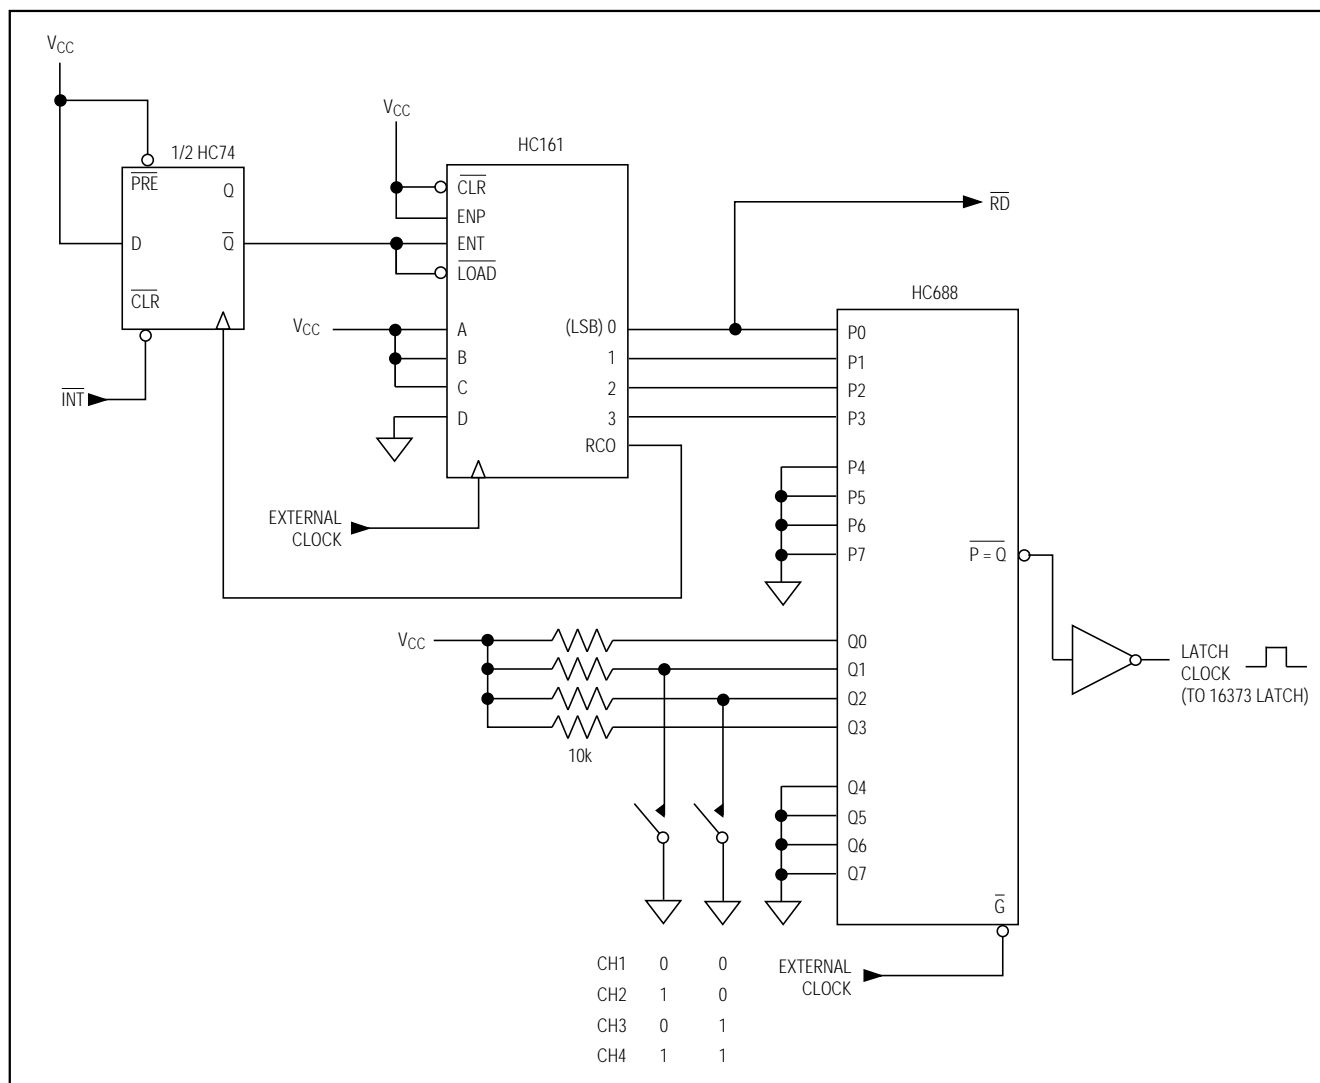 VCC
1/2 HC74
PRE
Q
D
Q
CLR
INT
VCC
HC161
CLR
ENP
ENT
LOAD
VCC
A
B
C
D
(LSB) 0
1
2
3
RCO
EXTERNAL
CLOCK
RD
HC688
P0
P1
P2
P3
P4
P5
P6
P7
P = Q
VCC
10k
Q0
Q1
Q2
Q3
Q4
Q5
Q6
Q7
G
LATCH
CLOCK
(TO 16373 LATCH)
EXTERNAL
CLOCK
CH1 0 0
CH2 1 0
CH3 0 1
CH4 1 1